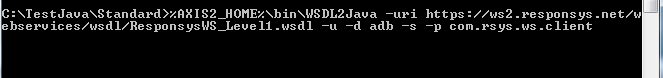 C:\TestJava\Standard>%AXIS2_HOME%\bin\WSDL2Java -uri https://ws2.responsys.net/w
ebservices/wsdl/ResponsysWS_Level1.wsdl -u -d adb -s -p com.rsys.ws.client